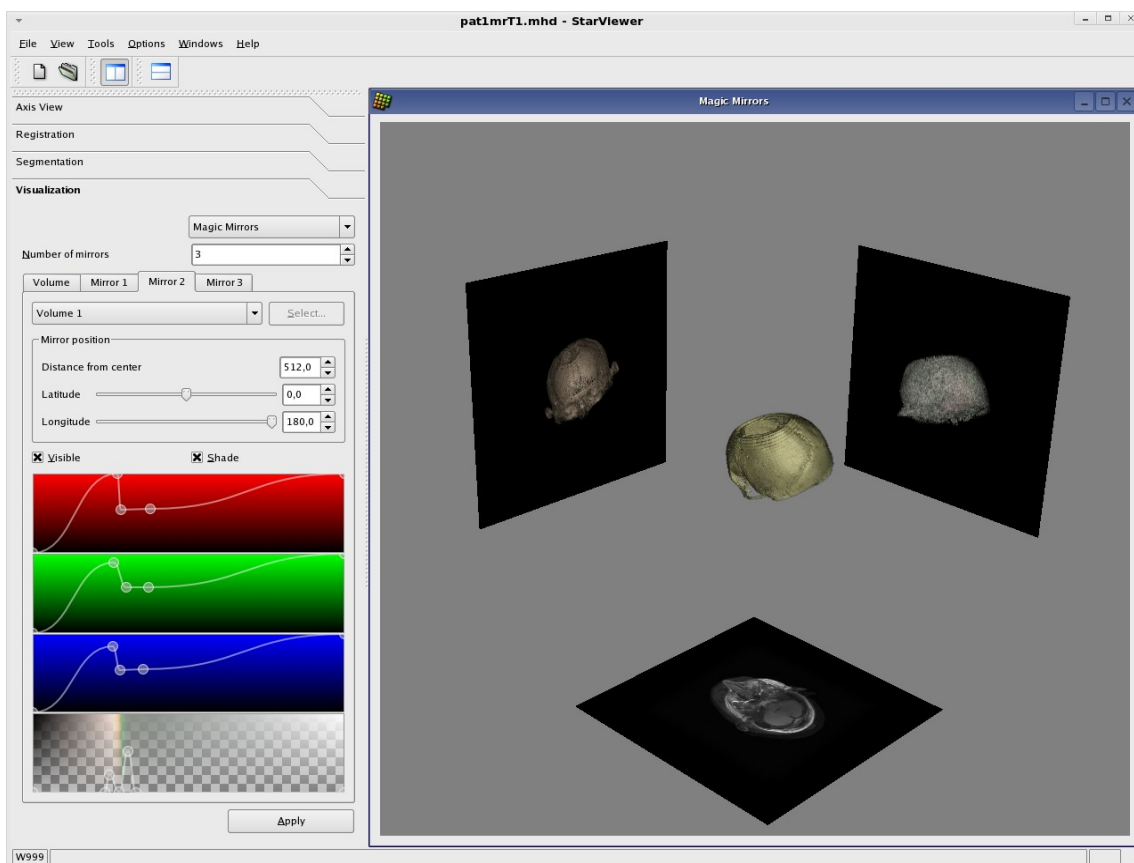 pat1mrT1.mhd - StarViewer
File View Tools Options Windows Help
Axis View
Magic Mirrors
Registration
Segmentation
Visualization
Magic Mirrors
Number of mirrors 3
Volume Mirror 1 Mirror 2 Mirror 3
Volume 1 Select...
Mirror position
Distance from center 512,0
Latitude 0,0
Longitude 180,0
Visible Shade
Apply
W999